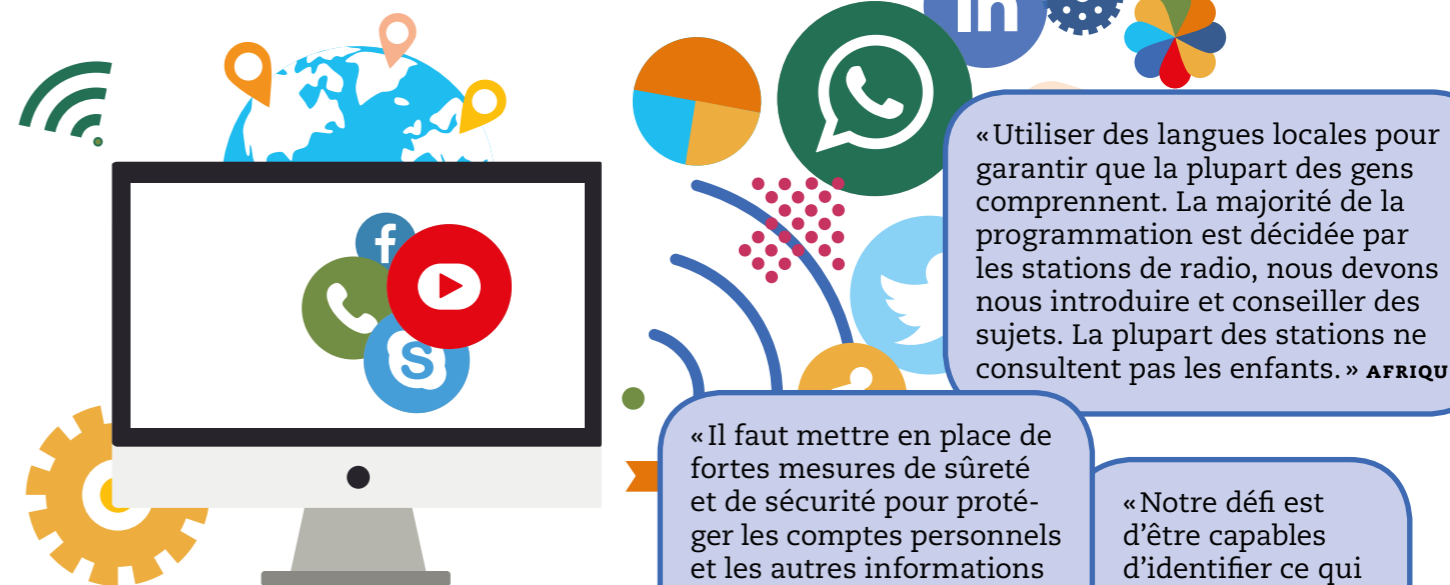 in
f
S
«Utiliser des langues locales pour
garantir que la plupart des gens
comprennent. La majorité de la
programmation est décidée par
les stations de radio, nous devons
nous introduire et conseiller des
sujets. La plupart des stations ne
consultent pas les enfants.» AFRIQU
«Il faut mettre en place de
fortes mesures de sûreté
et de sécurité pour proté-
ger les comptes personnels
et les autres informations
«Notre défi est
d’être capables
d’identifier ce qui